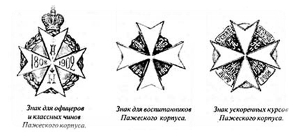 1802 1902
Знак для офицеров
и классных чинов
Пажеского корпуса.
Знак для воспитанников
Пажеского корпуса.
Знак ускоренных курсов
Пажеского корпуса.